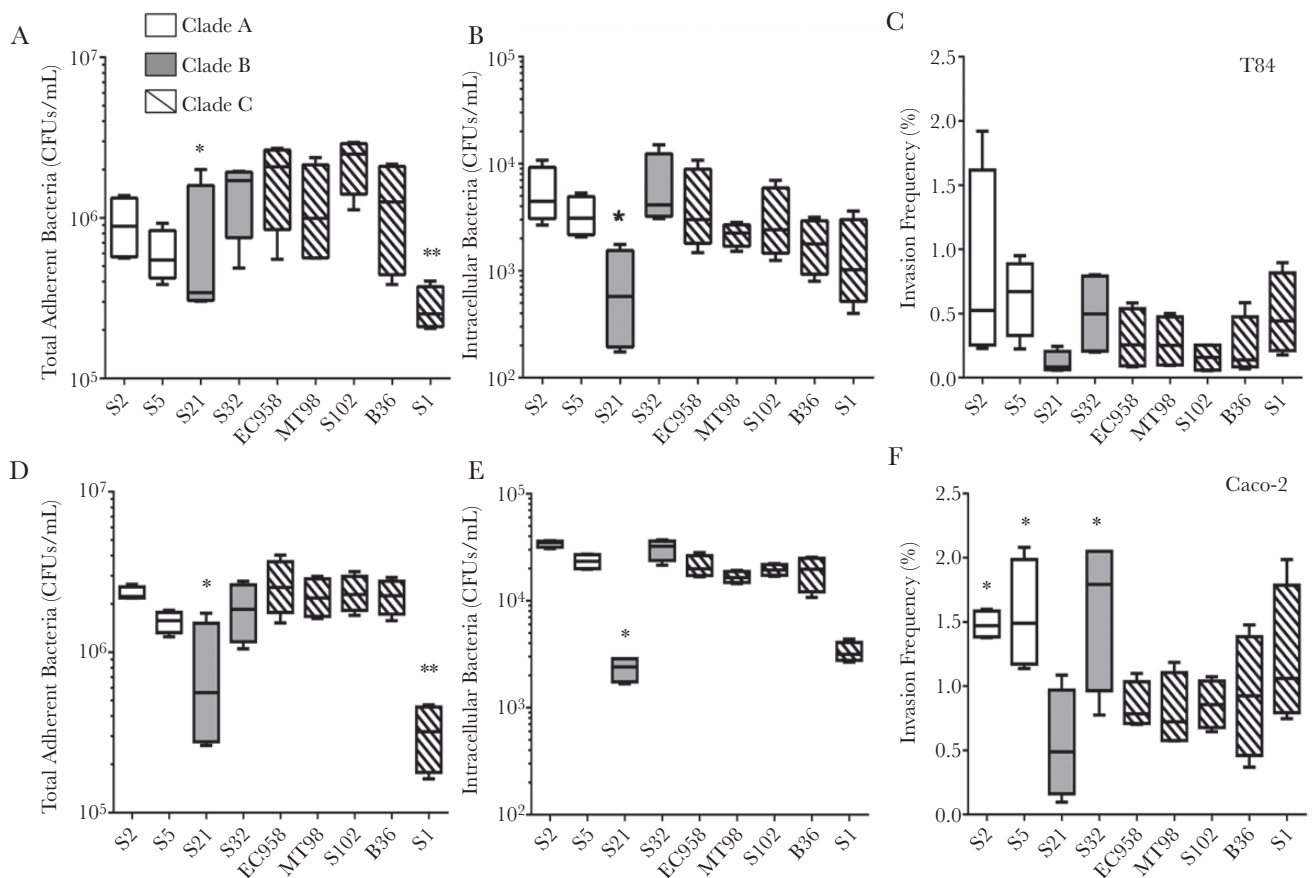 A
Clade A
Clade B
Clade C
Total Adherent Bacteria (CFUs/mL)
10^7
10^6
10^5
*
**
S2 S5 S21 S32 EC958 MT98 S102 B36 S1
B
Intracellular Bacteria (CFUs/mL)
10^5
10^4
10^3
10^2
*
S2 S5 S21 S32 EC958 MT98 S102 B36 S1
C
T84
Invasion Frequency (%)
2.5
2.0
1.5
1.0
0.5
0.0
S2 S5 S21 S32 EC958 MT98 S102 B36 S1
D
Total Adherent Bacteria (CFUs/mL)
10^7
10^6
10^5
*
**
S2 S5 S21 S32 EC958 MT98 S102 B36 S1
E
Intracellular Bacteria (CFUs/mL)
10^5
10^4
10^3
10^2
*
S2 S5 S21 S32 EC958 MT98 S102 B36 S1
F
Caco-2
Invasion Frequency (%)
2.5
2.0
1.5
1.0
0.5
0.0
* * *
S2 S5 S21 S32 EC958 MT98 S102 B36 S1